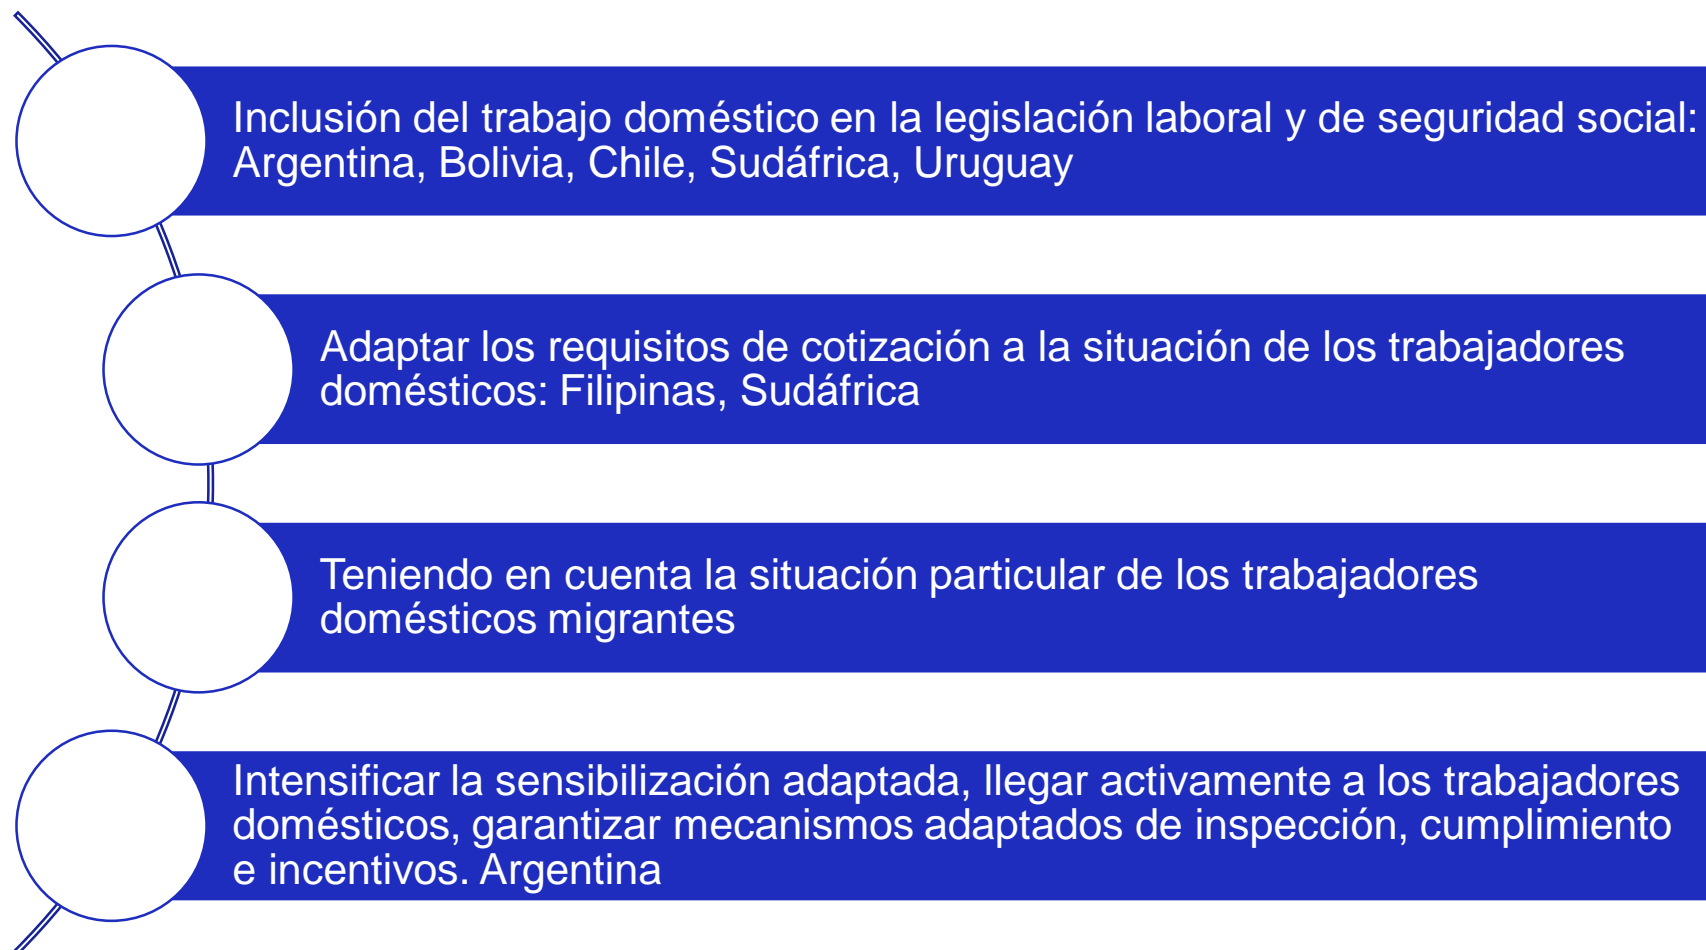 Inclusión del trabajo doméstico en la legislación laboral y de seguridad social:
Argentina, Bolivia, Chile, Sudáfrica, Uruguay
Adaptar los requisitos de cotización a la situación de los trabajadores
domésticos: Filipinas, Sudáfrica
Teniendo en cuenta la situación particular de los trabajadores
domésticos migrantes
Intensificar la sensibilización adaptada, llegar activamente a los trabajadores
domésticos, garantizar mecanismos adaptados de inspección, cumplimiento
e incentivos. Argentina